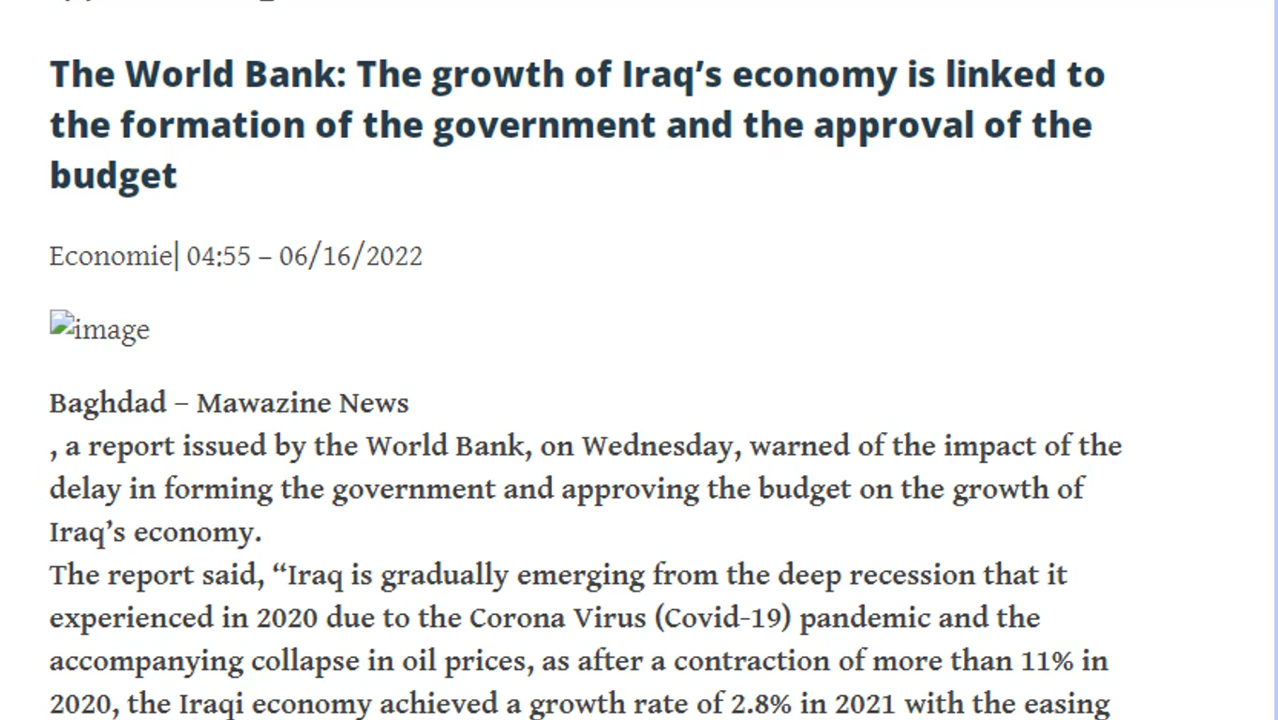 The World Bank: The growth of Iraq’s economy is linked to
the formation of the government and the approval of the
budget
Economie| 04:55 – 06/16/2022
image
Baghdad – Mawazine News
, a report issued by the World Bank, on Wednesday, warned of the impact of the
delay in forming the government and approving the budget on the growth of
Iraq’s economy.
The report said, “Iraq is gradually emerging from the deep recession that it
experienced in 2020 due to the Corona Virus (Covid-19) pandemic and the
accompanying collapse in oil prices, as after a contraction of more than 11% in
2020, the Iraqi economy achieved a growth rate of 2.8% in 2021 with the easing